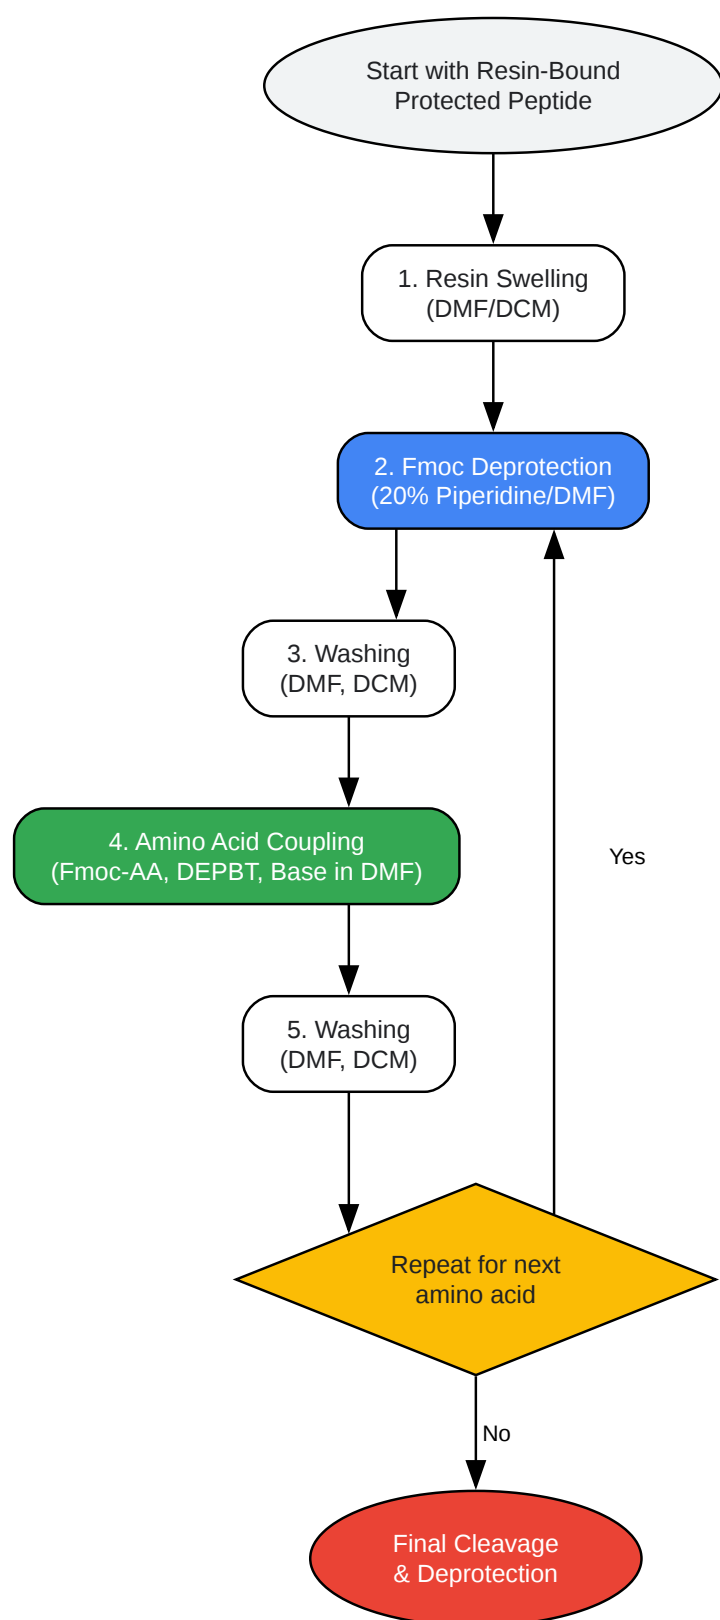 Start with Resin-Bound
Protected Peptide
1. Resin Swelling
(DMF/DCM)
2. Fmoc Deprotection
(20% Piperidine/DMF)
3. Washing
(DMF, DCM)
4. Amino Acid Coupling
(Fmoc-AA, DEPBT, Base in DMF)
Yes
5. Washing
(DMF, DCM)
Repeat for next
amino acid
No
Final Cleavage
& Deprotection